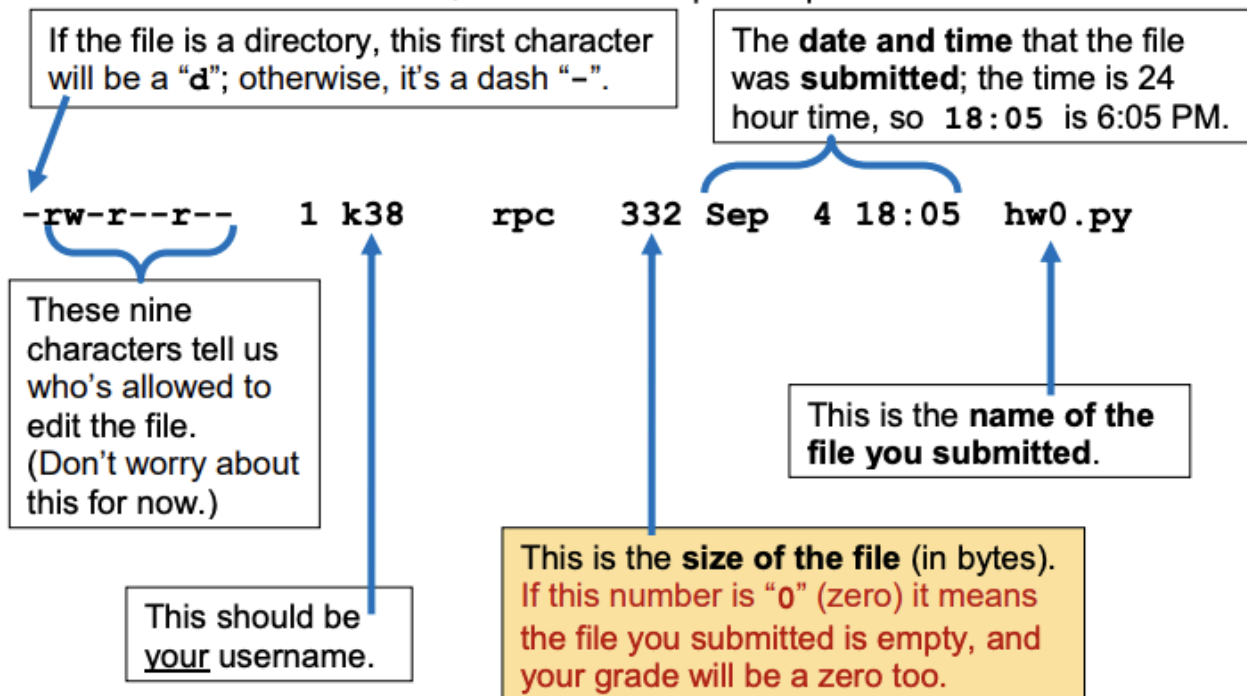 If the file is a directory, this first character
will be a “d”; otherwise, it’s a dash “-”.
The date and time that the file
was submitted; the time is 24
hour time, so 18:05 is 6:05 PM.
-rw-r--r-- 1 k38 rpc 332 Sep 4 18:05 hw0.py
These nine
characters tell us
who’s allowed to
edit the file.
(Don’t worry about
this for now.)
This is the name of the
file you submitted.
This should be
your username.
This is the size of the file (in bytes).
If this number is “0” (zero) it means
the file you submitted is empty, and
your grade will be a zero too.